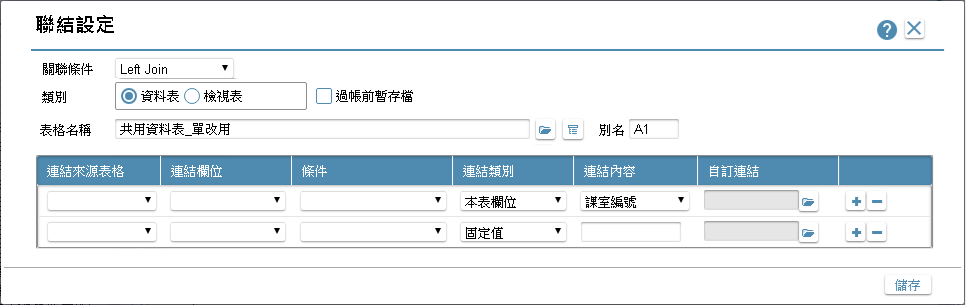 聯結設定
?
關聯條件 Left Join
類別 資料表 檢視表 過帳前暫存檔
表格名稱 共用資料表_單改用 別名 A1
連結來源表格 連結欄位 條件 連結類別 連結內容 自訂連結
本表欄位 課室編號
固定值
儲存